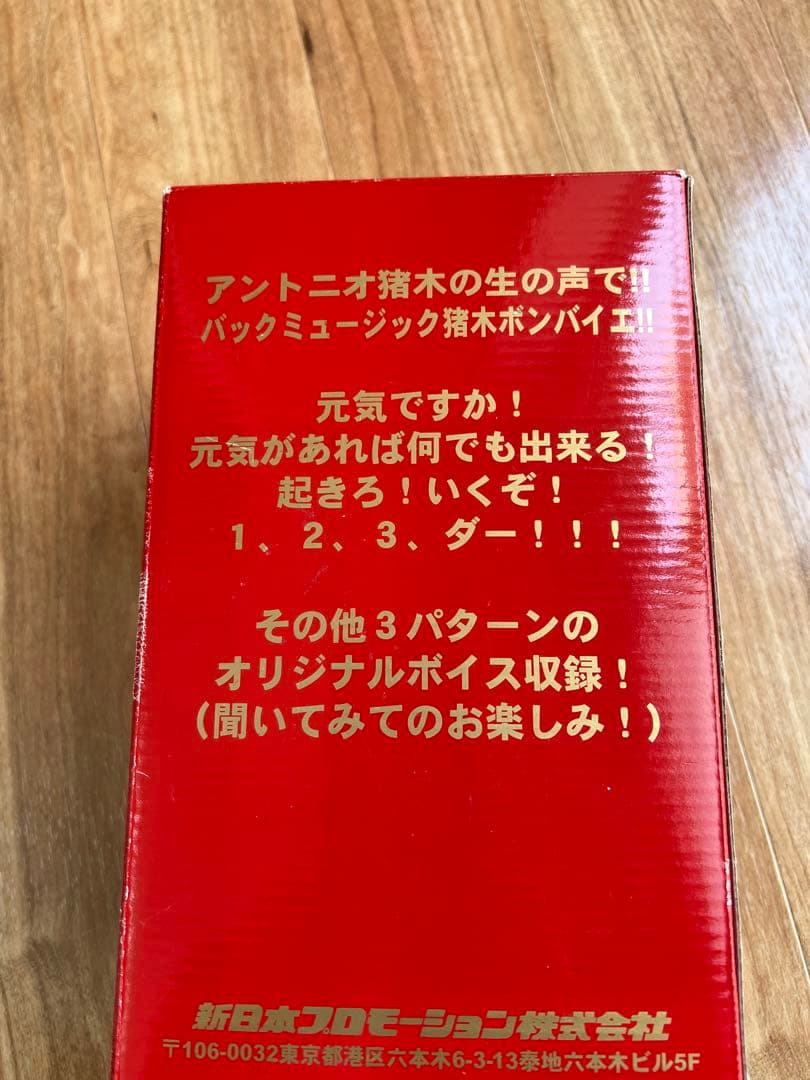 アントニオ猪木の生の声で!!
バックミュージック猪木ボンバイエ!!
元気ですか！
元気があれば何でも出来る！
起きろ！いくぞ！
１、２、３、ダー！！！
その他３パターンの
オリジナルボイス収録！
(聞いてみてのお楽しみ！)
新日本プロモーション株式会社
〒106-0032東京都港区六本木6-3-13泰地六本木ビル5F